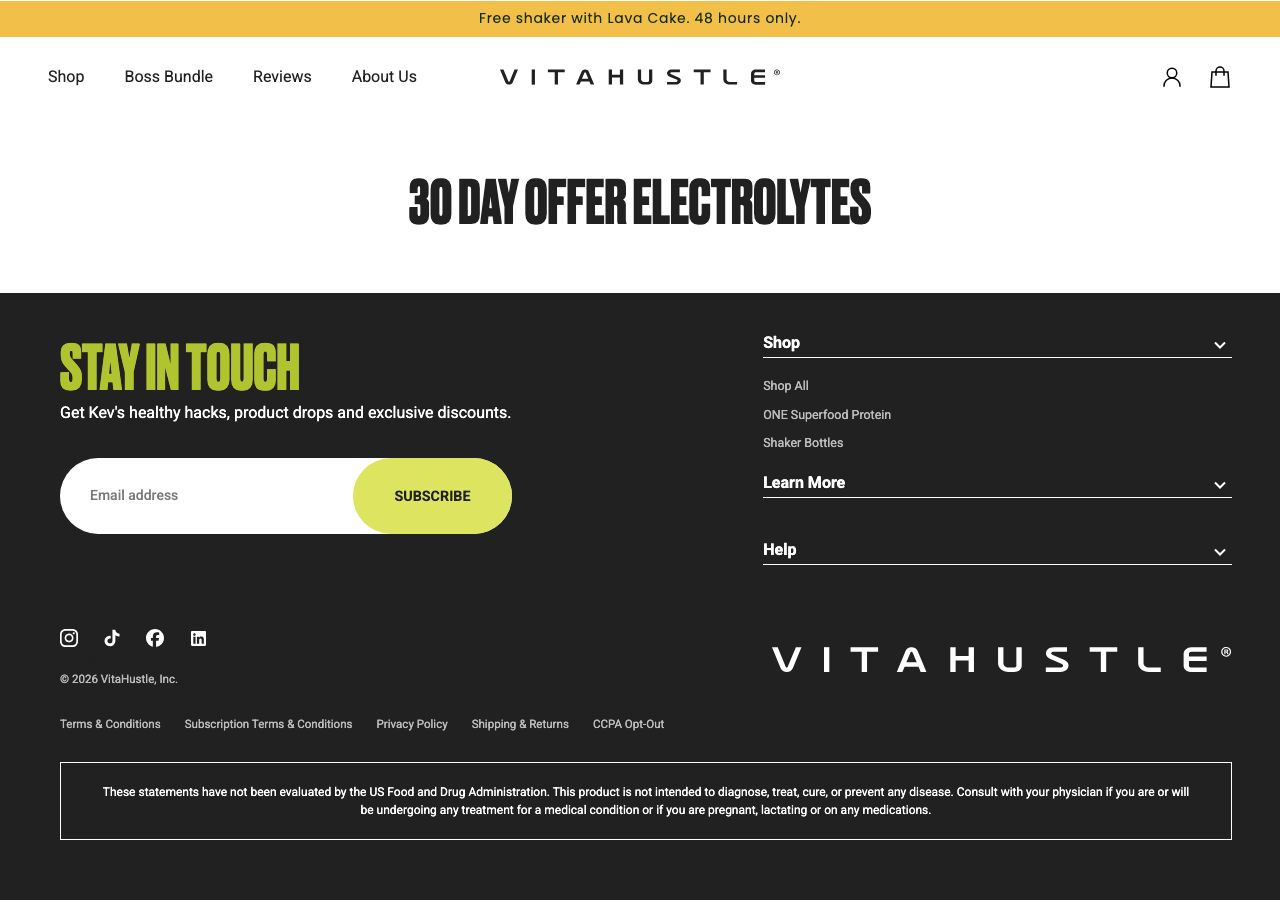 Free shaker with Lava Cake. 48 hours only.
Shop
Boss Bundle
Reviews
About Us
VITAHUSTLE®
30 DAY OFFER ELECTROLYTES
STAY IN TOUCH
Get Kev's healthy hacks, product drops and exclusive discounts.
Email address
SUBSCRIBE
Shop
Shop All
ONE Superfood Protein
Shaker Bottles
Learn More
Help
© 2026 VitaHustle, Inc.
VITAHUSTLE®
Terms & Conditions
Subscription Terms & Conditions
Privacy Policy
Shipping & Returns
CCPA Opt-Out
These statements have not been evaluated by the US Food and Drug Administration. This product is not intended to diagnose, treat, cure, or prevent any disease. Consult with your physician if you are or will
be undergoing any treatment for a medical condition or if you are pregnant, lactating or on any medications.